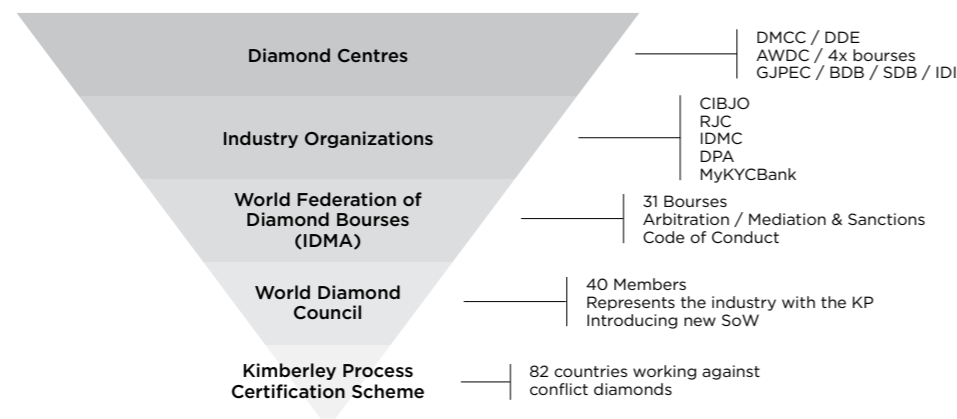 Diamond Centres
DMCC / DDE
AWDC / 4x bourses
GJPEC / BDB / SDB / IDI
Industry Organizations
CIBJO
RJC
IDMC
DPA
MyKYCBank
World Federation of
Diamond Bourses
(IDMA)
31 Bourses
Arbitration / Mediation & Sanctions
Code of Conduct
World Diamond
Council
40 Members
Represents the industry with the KP
Introducing new SoW
Kimberley Process
Certification Scheme
82 countries working against
conflict diamonds